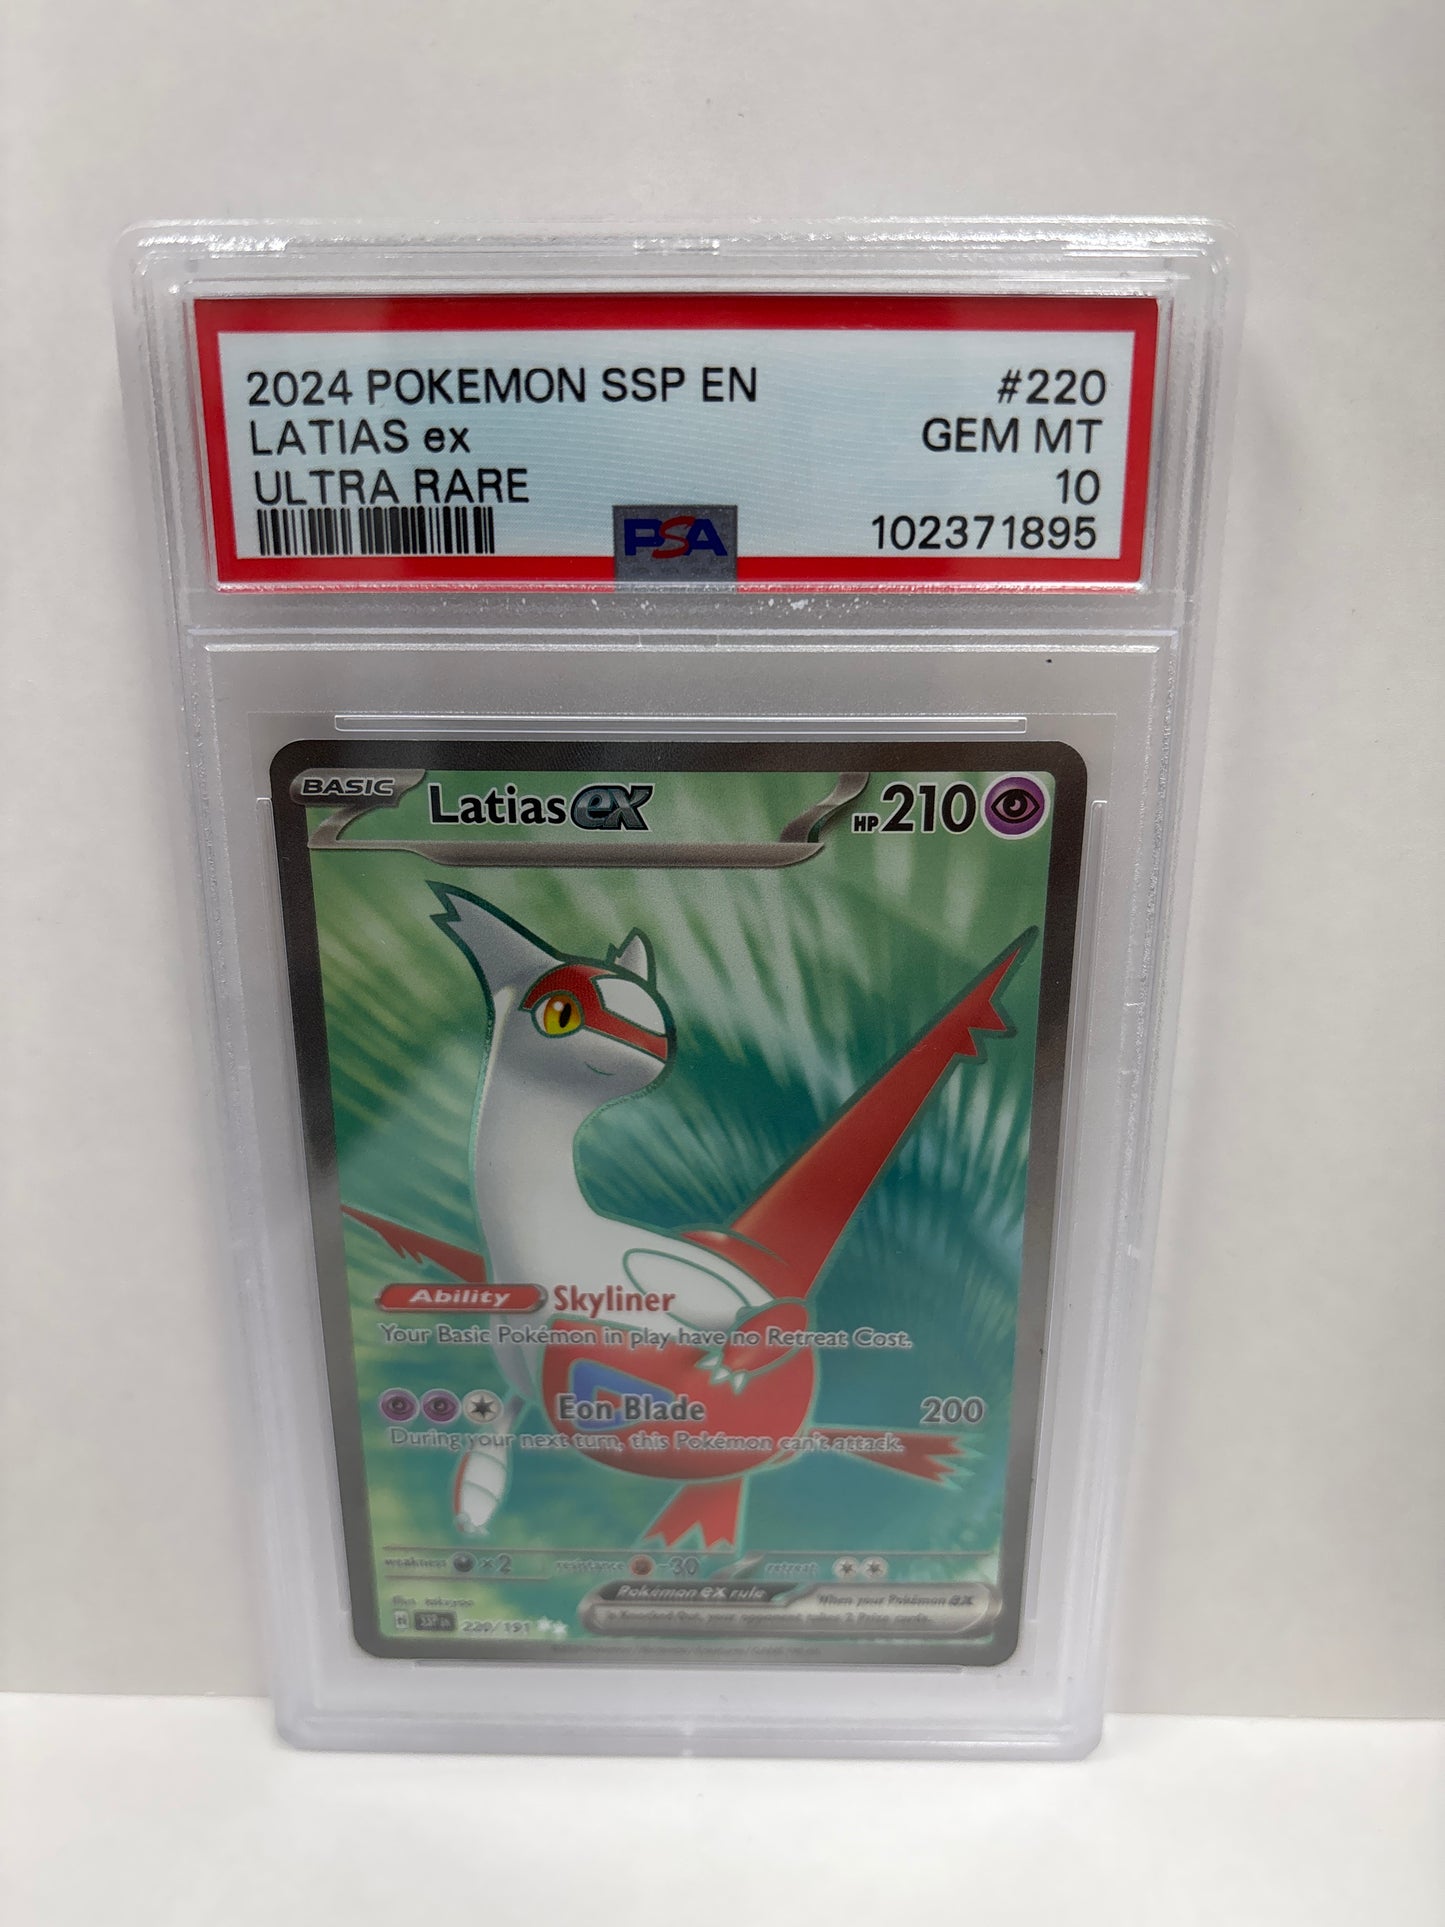 2024 POKEMON SSP EN #220
LATIAS ex GEM MT
ULTRA RARE 10
PSA 102371895
BASIC Latias ex HP 210
Ability Skyliner
Your Basic Pokémon in play have no Retreat Cost.
Eon Blade 200
During your next turn, this Pokémon can't attack.
weakness ×2 resistance -30 retreat
Pokémon ex rule When your Pokémon ex
is Knocked Out, your opponent takes 2 Prize cards.
SSP EN 220/191